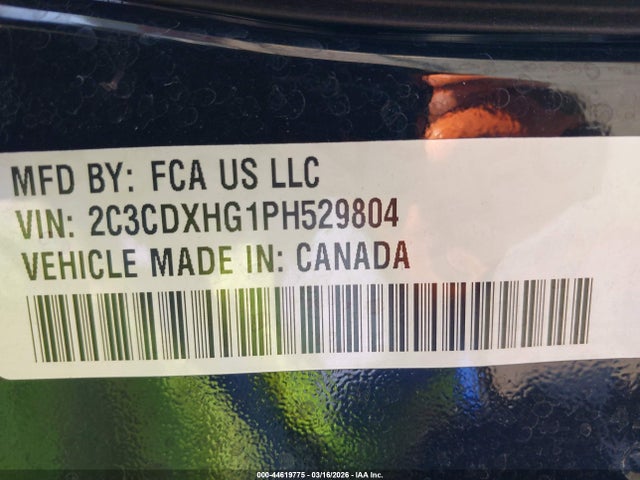 MFD BY: FCA US LLC
VIN: 2C3CDXHG1PH529804
VEHICLE MADE IN: CANADA
000-44619775 - 03/16/2026 - IAA Inc.